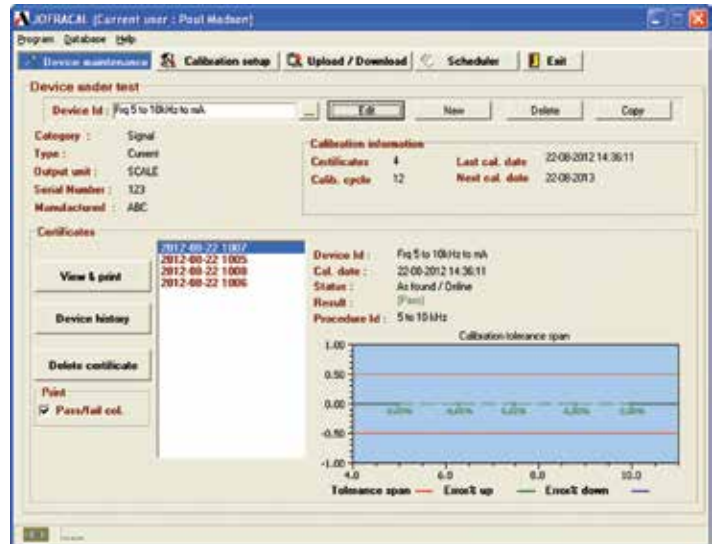 JOFRACAL (Current user : Paul Madsen)
Program Database Help
Device maintenance Calibration setup Upload / Download Scheduler Exit
Device under test
Device Id : Frq 5 to 10kHz to mA ... Edit New Delete Copy
Category : Signal
Type : Current
Output unit : SCALE
Serial Number : 123
Manufactured : ABC
Calibration information
Certificates 4 Last cal. date 22-08-2012 14:36:11
Calib. cycle 12 Next cal. date 22-08-2013
Certificates
View & print
Device history
Delete certificate
Print
Pass/fail col.
2012-08-22 1007
2012-08-22 1005
2012-08-22 1008
2012-08-22 1006
Device Id : Frq 5 to 10kHz to mA
Cal. date : 22-08-2012 14:36:11
Status : As found / Online
Result : (Pass)
Procedure Id : 5 to 10 kHz
Calibration tolerance span
1.00
0.50
0.00
-0.50
-1.00
4.0 6.0 8.0 10.0
Tolerance span Error% up Error% down